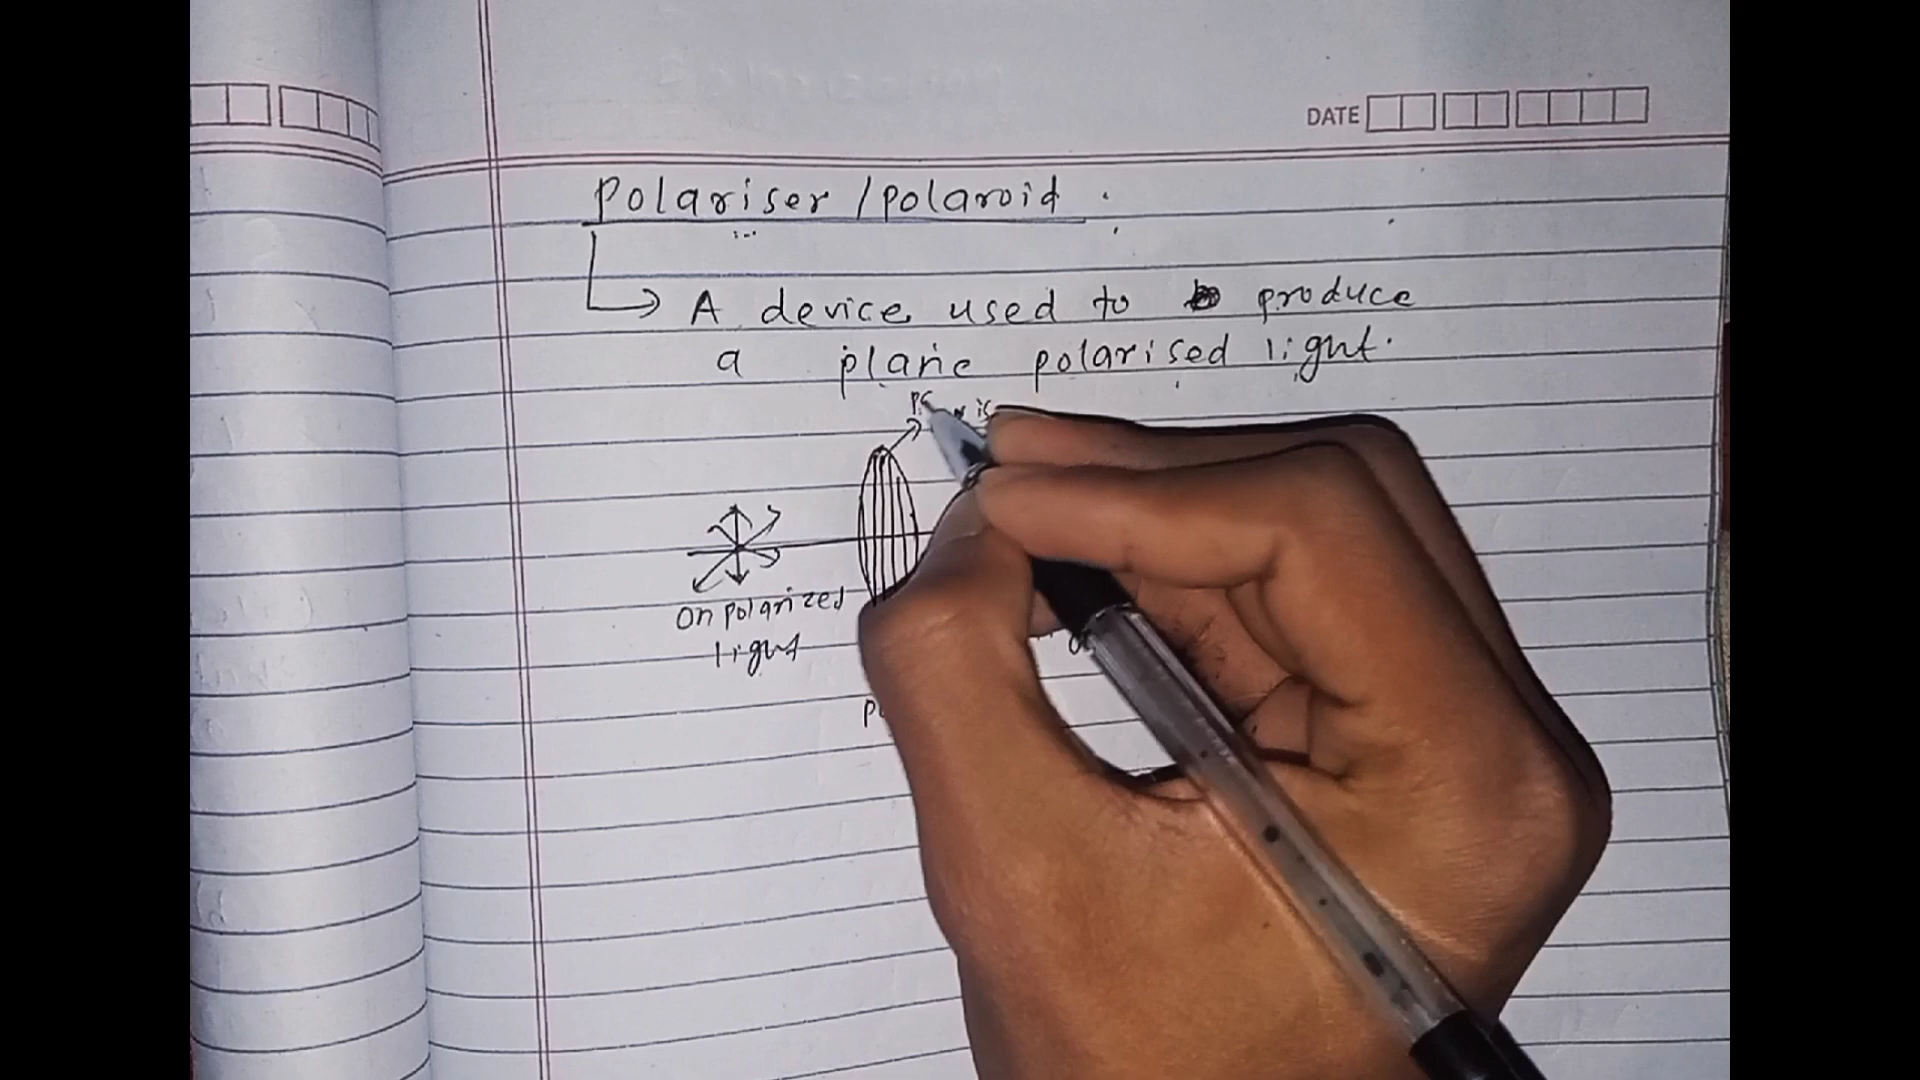 DATE
Polariser / polaroid
A device used to produce
a plane polarised light.
On polarized
light